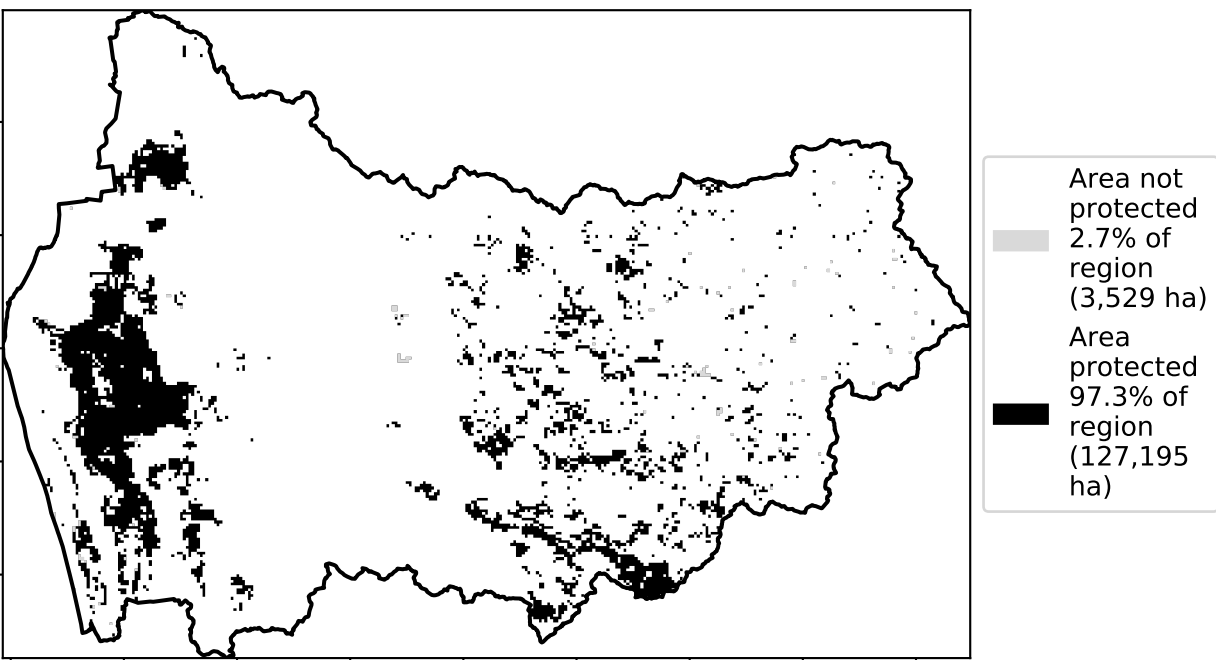 Area not
protected
2.7% of
region
(3,529 ha)
Area
protected
97.3% of
region
(127,195
ha)